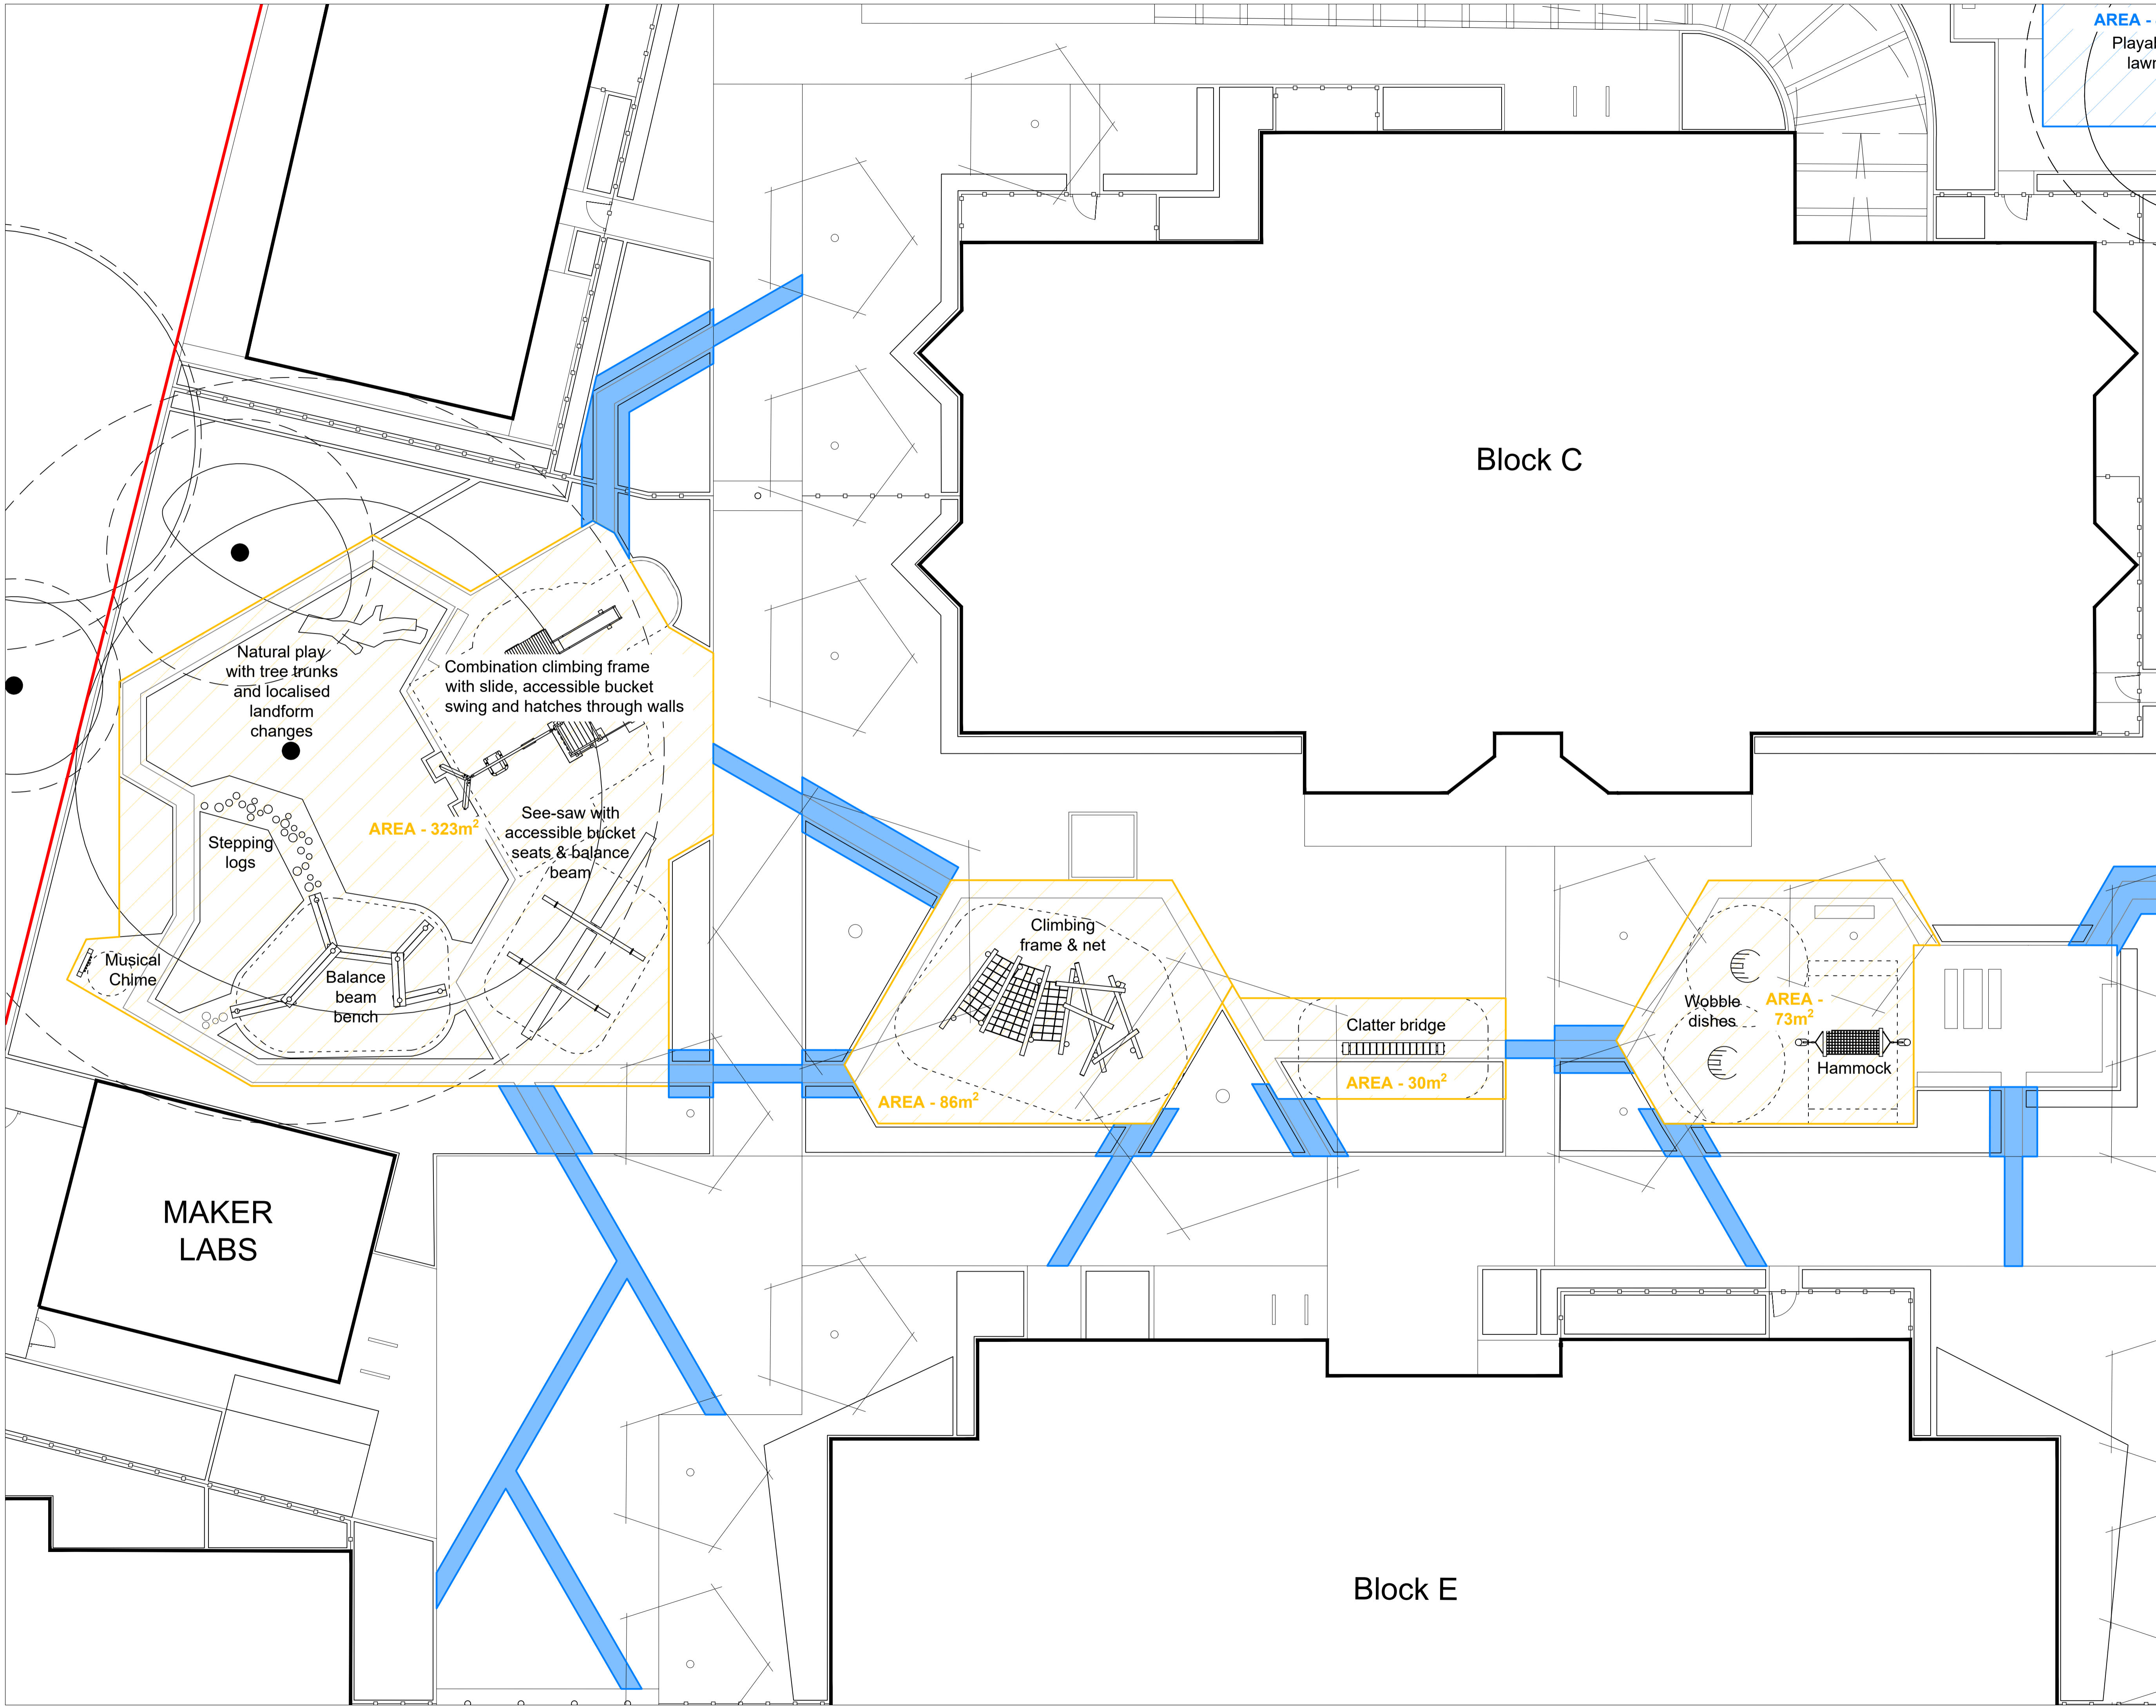 AREA -
Block C
Natural play
with tree trunks
and localised
landform
changes
Combination climbing frame
with slide, accessible bucket
swing and hatches through walls
AREA - 323m²
See-saw with
accessible bucket
seats & balance
beam
Stepping
logs
Musical
Chime
Balance
beam
bench
Climbing
frame & net
AREA - 86m²
Clatter bridge
AREA - 30m²
Wobble
dishes
AREA -
73m²
Hammock
MAKER
LABS
Block E